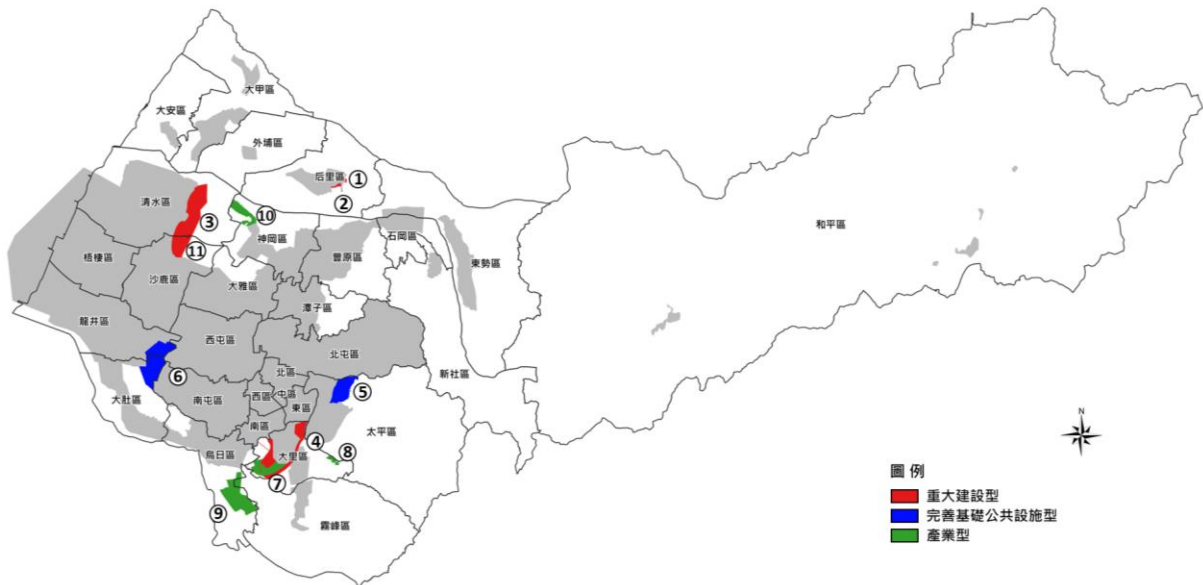 大甲區
大安區
外埔區
后里區
①
②
清水區
③
⑩
神岡區
石岡區
和平區
梧棲區
⑪
豐原區
東勢區
沙鹿區
大雅區
潭子區
龍井區
西屯區
北屯區
北區
新社區
⑥
大肚區
南屯區
西區
中區
東區
⑤
南區
太平區
N
烏日區
大里區
④
⑧
⑦
⑨
霧峰區
圖例
重大建設型
完善基礎公共設施型
產業型